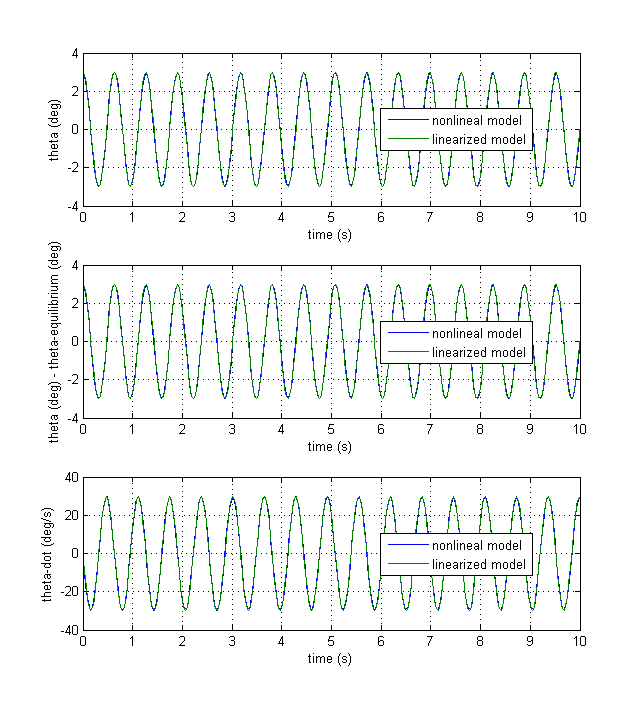 4
2
0
-2
-4
theta (deg)
nonlineal model
linearized model
0 1 2 3 4 5 6 7 8 9 10
time (s)
4
2
0
-2
-4
theta (deg) - theta-equilibrium (deg)
nonlineal model
linearized model
0 1 2 3 4 5 6 7 8 9 10
time (s)
40
20
0
-20
-40
theta-dot (deg/s)
nonlineal model
linearized model
0 1 2 3 4 5 6 7 8 9 10
time (s)